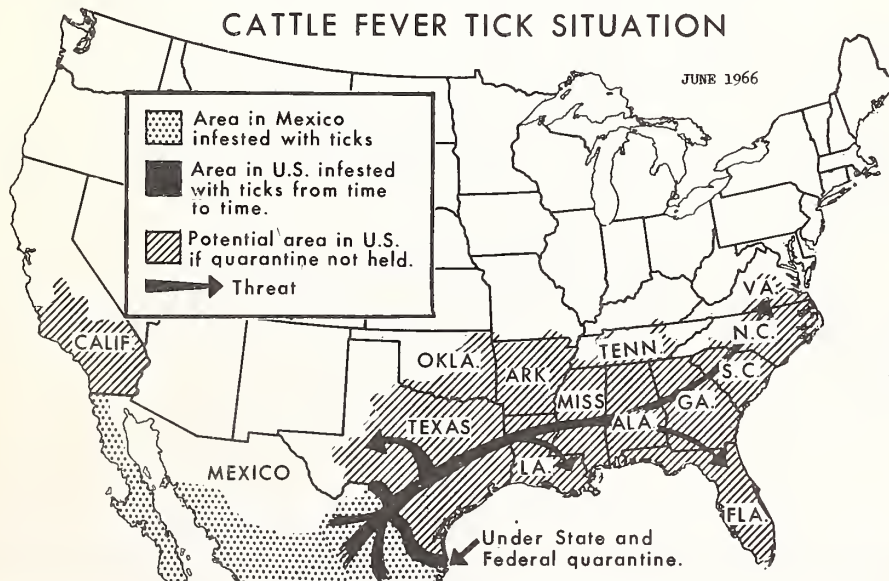 CATTLE FEVER TICK SITUATION
JUNE 1966
Area in Mexico
infested with ticks
Area in U.S. infested
with ticks from time
to time.
Potential area in U.S.
if quarantine not held.
Threat
VA.
CALIF.
OKLA.
TENN.
N.C.
ARK.
S.C.
MISS
GA.
TEXAS
ALA.
LA.
MEXICO
FLA.
Under State and
Federal quarantine.